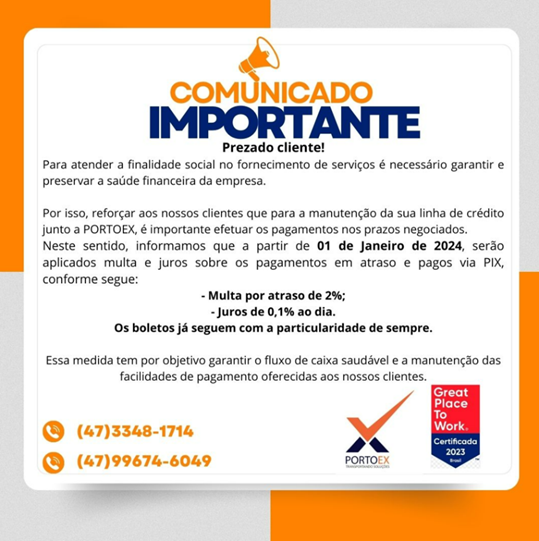 COMUNICADO
IMPORTANTE
Prezado cliente!
Para atender a finalidade social no fornecimento de serviços é necessário garantir e
preservar a saúde financeira da empresa.
Por isso, reforçar aos nossos clientes que para a manutenção da sua linha de crédito
junto a PORTOEX, é importante efetuar os pagamentos nos prazos negociados.
Neste sentido, informamos que a partir de 01 de Janeiro de 2024, serão
aplicados multa e juros sobre os pagamentos em atraso e pagos via PIX,
conforme segue:
- Multa por atraso de 2%;
- Juros de 0,1% ao dia.
Os boletos já seguem com a particularidade de sempre.
Essa medida tem por objetivo garantir o fluxo de caixa saudável e a manutenção das
facilidades de pagamento oferecidas aos nossos clientes.
(47)3348-1714
(47)99674-6049
PORTOEX
TRANSPORTANDO SOLUÇÕES
Great
Place
To
Work.
Certificada
2023
Brasil